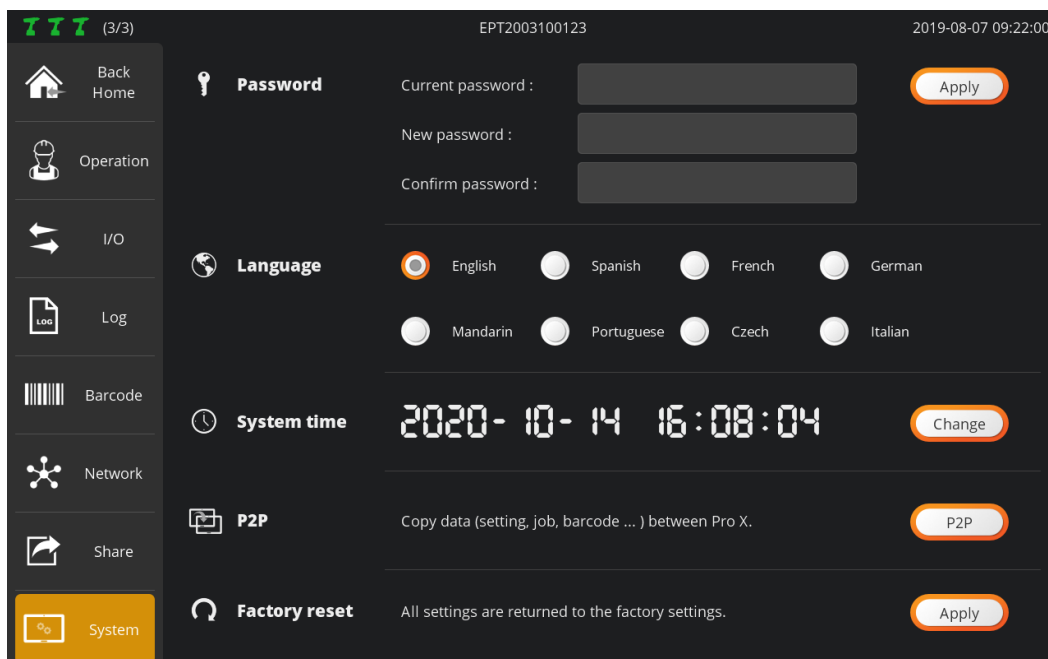 (3/3)
EPT2003100123
2019-08-07 09:22:00
Back
Home
Operation
I/O
LOG
Log
Barcode
Network
Share
System
Password
Current password :
Apply
New password :
Confirm password :
Language
English
Spanish
French
German
Mandarin
Portuguese
Czech
Italian
System time
2020-10-14 16:08:04
Change
P2P
Copy data (setting, job, barcode ... ) between Pro X.
P2P
Factory reset
All settings are returned to the factory settings.
Apply